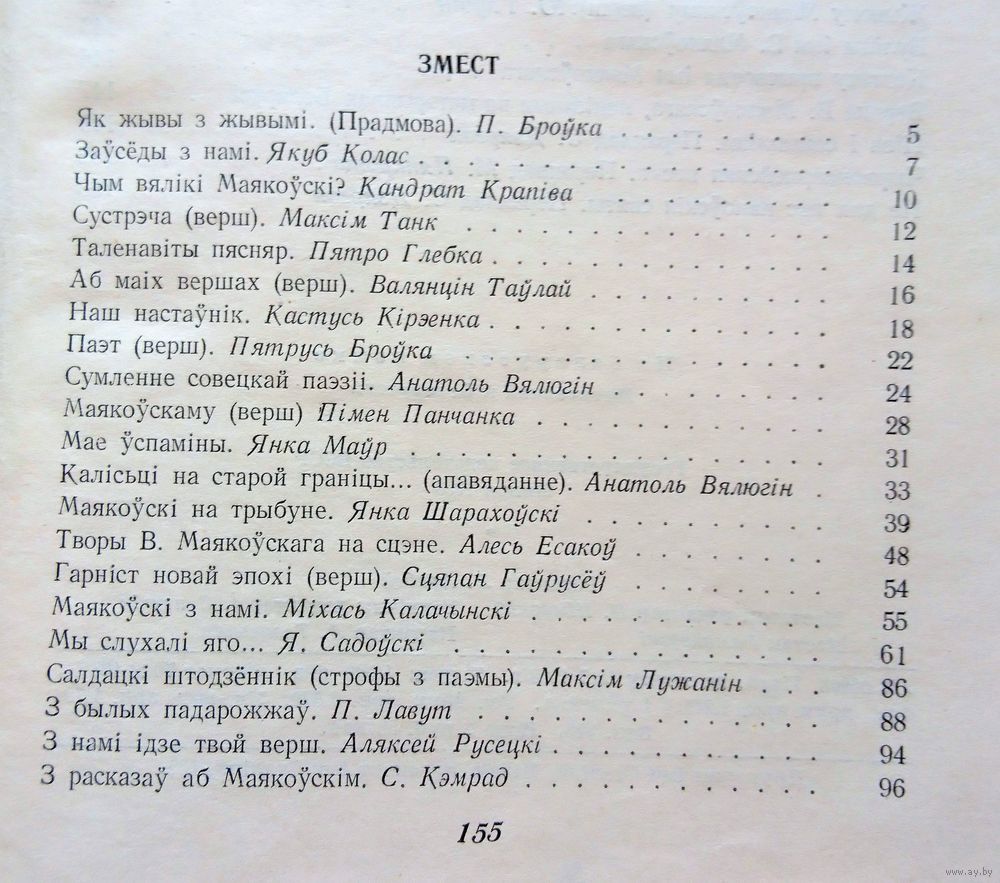 ЗМЕСТ
Як жывы з жывымі. (Прадмова). П. Броўка . . . . . . . 5
Заўсёды з намі. Якуб Колас . . . . . . . . . . . . . 7
Чым вялікі Маякоўскі? Кандрат Крапіва . . . . . . . 10
Сустрэча (верш). Максім Танк . . . . . . . . . . . . 12
Таленавіты пясняр. Пятро Глебка . . . . . . . . . . . 14
Аб маіх вершах (верш). Валянцін Таўлай . . . . . . . . 16
Наш настаўнік. Кастусь Кірэенка . . . . . . . . . . . 18
Паэт (верш). Пятрусь Броўка . . . . . . . . . . . . 22
Сумленне совецкай паэзіі. Анатоль Вялюгін . . . . . . . 24
Маякоўскаму (верш) Пімен Панчанка . . . . . . . . . 28
Мае ўспаміны. Янка Маўр . . . . . . . . . . . . . . 31
Калісьці на старой граніцы... (апавяданне). Анатоль Вялюгін . 33
Маякоўскі на трыбуне. Янка Шарахоўскі . . . . . . . . 39
Творы В. Маякоўскага на сцэне. Алесь Есакоў . . . . . . 48
Гарніст новай эпохі (верш). Сцяпан Гаўрусёў . . . . . . 54
Маякоўскі з намі. Міхась Калачынскі . . . . . . . . . 55
Мы слухалі яго... Я. Садоўскі . . . . . . . . . . . . 61
Салдацкі штодзённік (строфы з паэмы). Максім Лужанін . . . 86
З былых падарожжаў. П. Лавут . . . . . . . . . . . . 88
З намі ідзе твой верш. Аляксей Русецкі . . . . . . . . . 94
З расказаў аб Маякоўскім. С. Кэмрад . . . . . . . . . . 96
155
www.ay.by